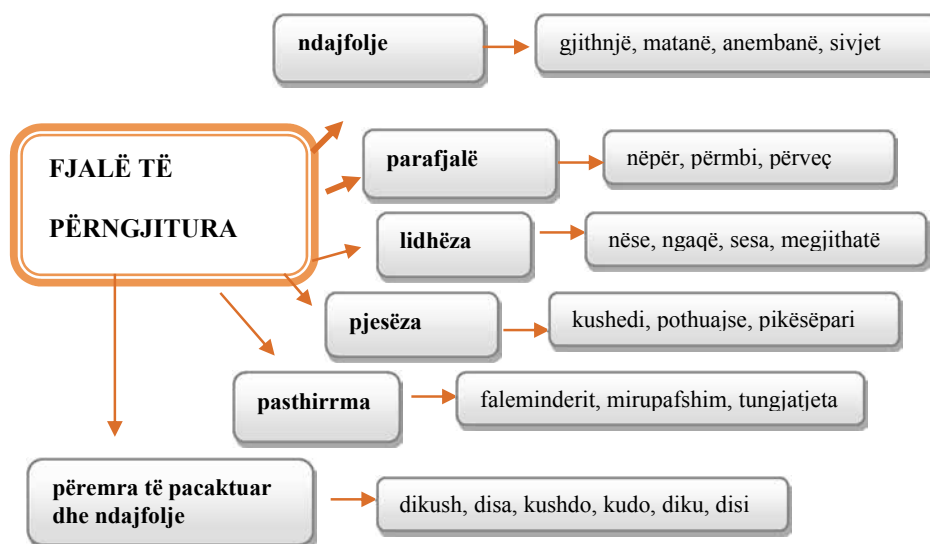 ndajfolje
gjithnjë, matanë, anembanë, sivjet
FJALË TË
PËRNGJITURA
parafjalë
nëpër, përmbi, përveç
lidhëza
nëse, ngaqë, sesa, megjithatë
pjesëza
kushedi, pothuajse, pikësëpari
pasthirrma
faleminderit, mirupafshim, tungjatjeta
përemra të pacaktuar
dhe ndajfolje
dikush, disa, kushdo, kudo, diku, disi